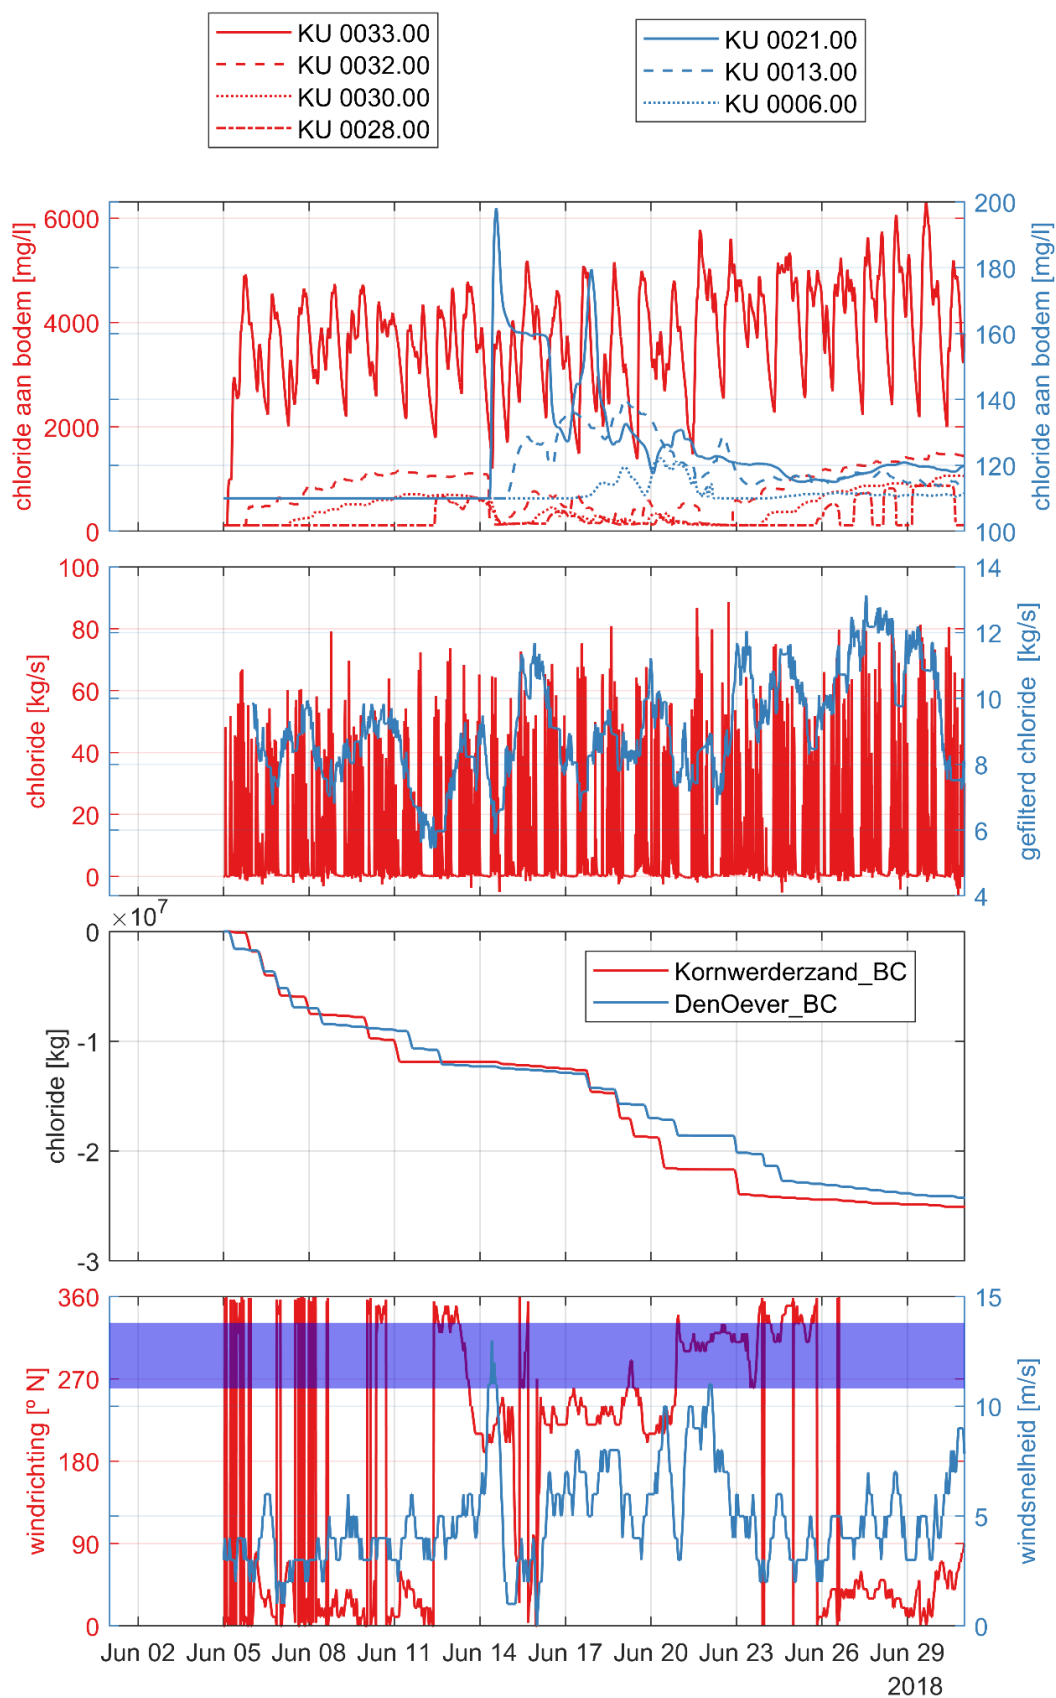 KU 0033.00
KU 0032.00
KU 0030.00
KU 0028.00
KU 0021.00
KU 0013.00
KU 0006.00
chloride aan bodem [mg/l]
6000
4000
2000
0
200
180
160
140
120
100
chloride aan bodem [mg/l]
chloride [kg/s]
100
80
60
40
20
0
14
12
10
8
6
4
gefilterd chloride [kg/s]
×10⁷
chloride [kg]
0
-1
-2
-3
Kornwerderzand_BC
DenOever_BC
windrichting [º N]
360
270
180
90
0
15
10
5
0
windsnelheid [m/s]
Jun 02 Jun 05 Jun 08 Jun 11 Jun 14 Jun 17 Jun 20 Jun 23 Jun 26 Jun 29
2018